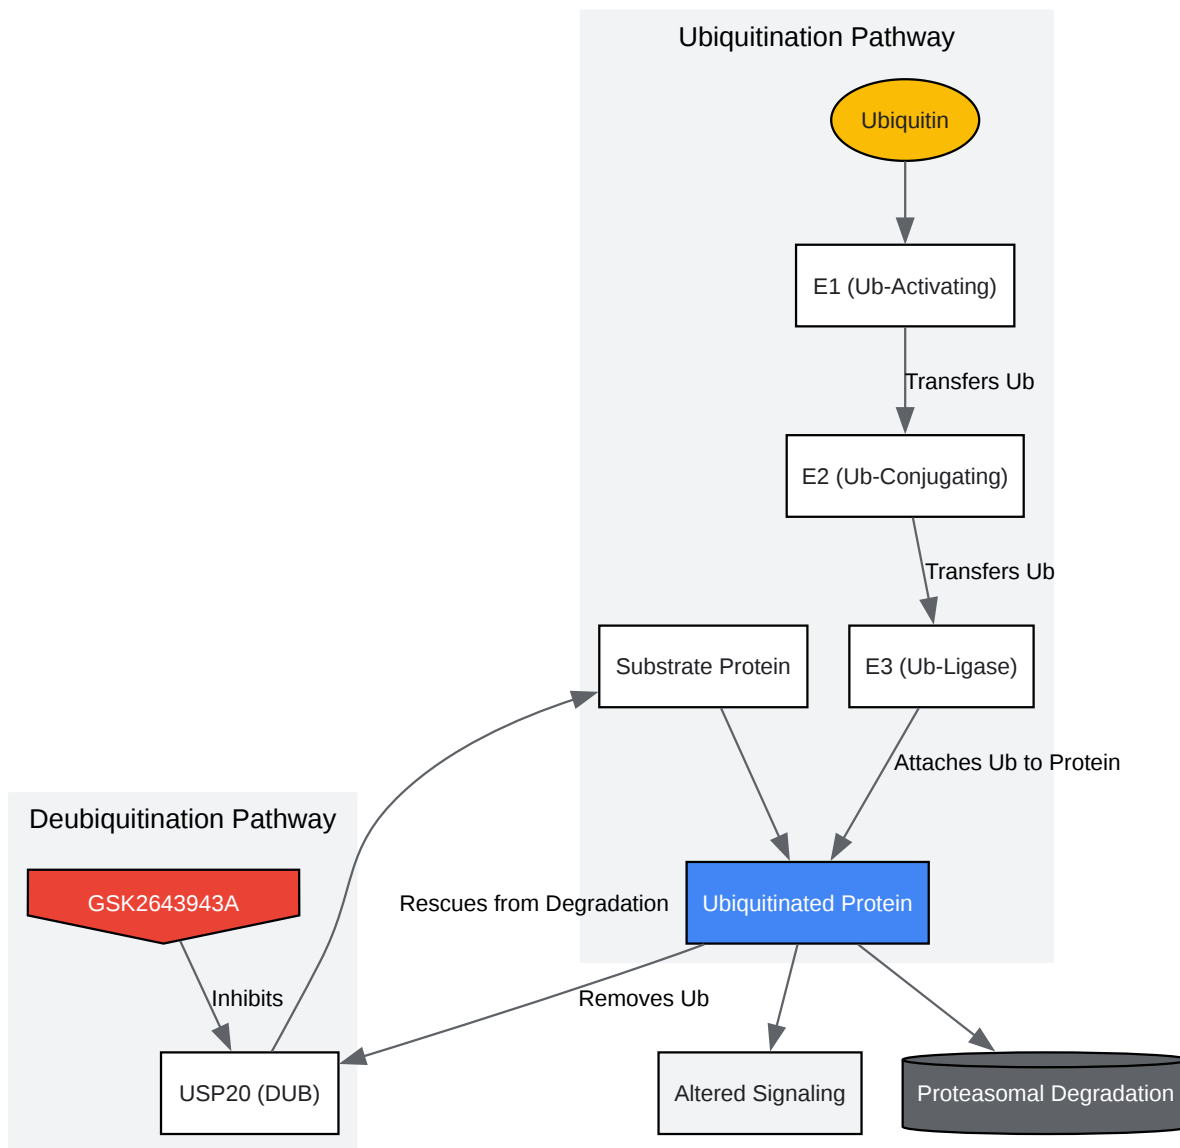 Ubiquitination Pathway
Ubiquitin
E1 (Ub-Activating)
Transfers Ub
E2 (Ub-Conjugating)
Transfers Ub
Substrate Protein
E3 (Ub-Ligase)
Attaches Ub to Protein
Deubiquitination Pathway
GSK2643943A
Rescues from Degradation
Ubiquitinated Protein
Inhibits
Removes Ub
USP20 (DUB)
Altered Signaling
Proteasomal Degradation